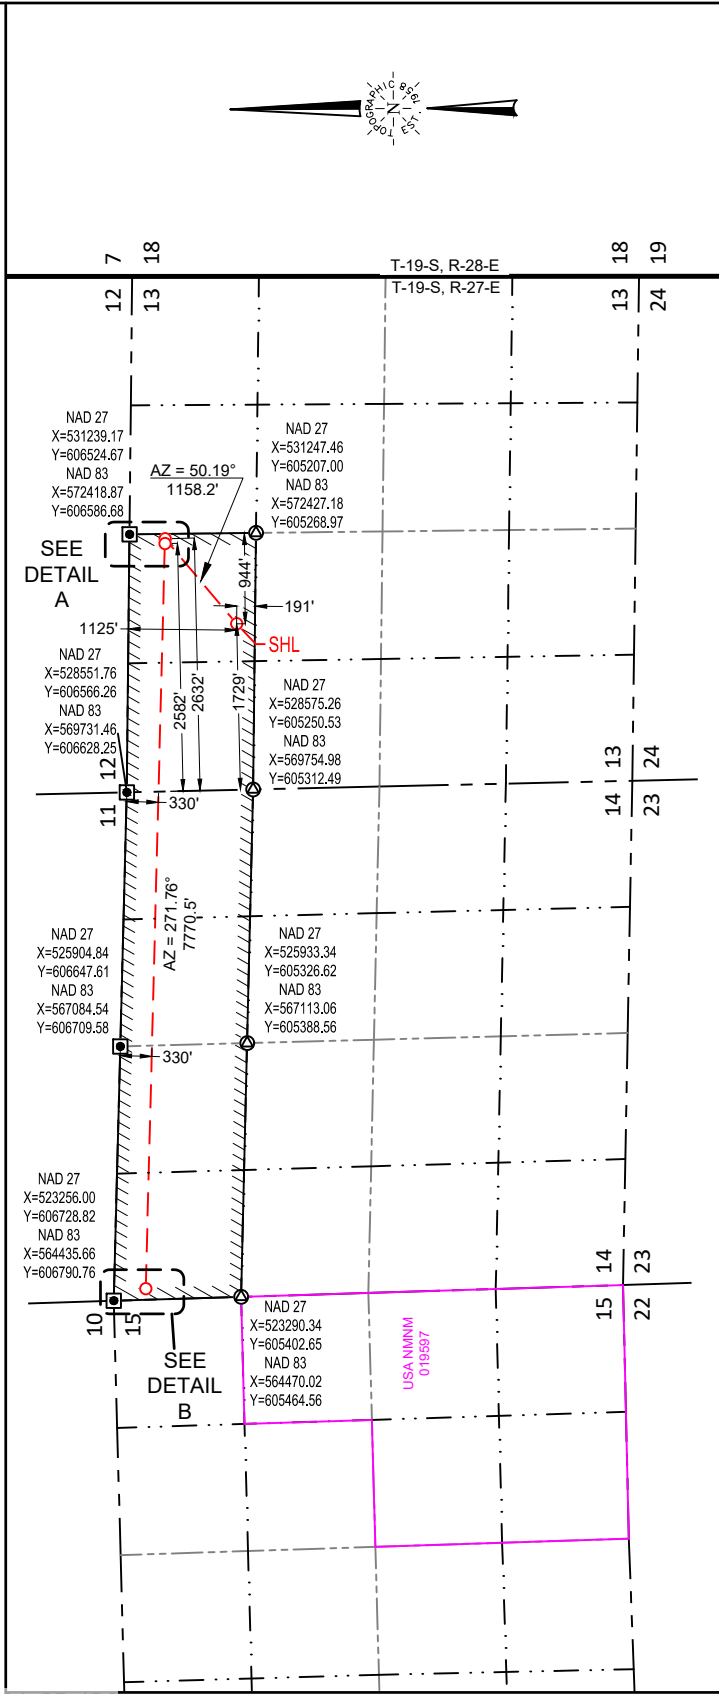 TOPOGRAPHIC
EST. 1958
N
7
18
18
19
T-19-S, R-28-E
T-19-S, R-27-E
12
13
13
24
NAD 27
X=531239.17
Y=606524.67
NAD 83
X=572418.87
Y=606586.68
NAD 27
X=531247.46
Y=605207.00
NAD 83
X=572427.18
Y=605268.97
AZ = 50.19°
1158.2'
SEE
DETAIL
A
944'
191'
1125'
SHL
1729'
2582'
2632'
NAD 27
X=528551.76
Y=606566.26
NAD 83
X=569731.46
Y=606628.25
NAD 27
X=528575.26
Y=605250.53
NAD 83
X=569754.98
Y=605312.49
12
11
13
24
14
23
330'
AZ = 271.76°
7770.5'
NAD 27
X=525904.84
Y=606647.61
NAD 83
X=567084.54
Y=606709.58
NAD 27
X=525933.34
Y=605326.62
NAD 83
X=567113.06
Y=605388.56
330'
NAD 27
X=523256.00
Y=606728.82
NAD 83
X=564435.66
Y=606790.76
14
23
15
22
10
15
SEE
DETAIL
B
NAD 27
X=523290.34
Y=605402.65
NAD 83
X=564470.02
Y=605464.56
USA NMNM
019597